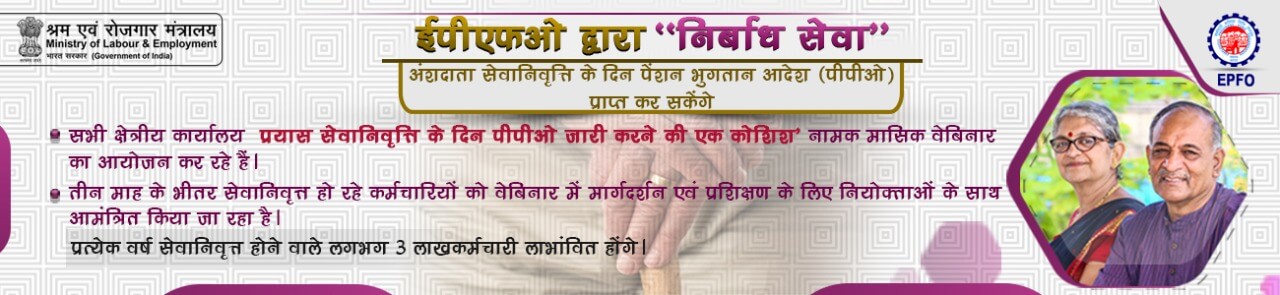 श्रम एवं रोजगार मंत्रालय
Ministry of Labour & Employment
भारत सरकार (Government of India)
ईपीएफओ द्वारा “निर्बाध सेवा”
अंशदाता सेवानिवृत्ति के दिन पेंशन भुगतान आदेश (पीपीओ)
प्राप्त कर सकेंगे
EPFO
सभी क्षेत्रीय कार्यालय प्रयास सेवानिवृत्ति के दिन पीपीओ जारी करने की एक कोशिश’ नामक मासिक वेबिनार
का आयोजन कर रहे हैं।
तीन माह के भीतर सेवानिवृत्त हो रहे कर्मचारियों को वेबिनार में मार्गदर्शन एवं प्रशिक्षण के लिए नियोक्ताओं के साथ
आमंत्रित किया जा रहा है।
प्रत्येक वर्ष सेवानिवृत्त होने वाले लगभग 3 लाखकर्मचारी लाभांवित होंगे।